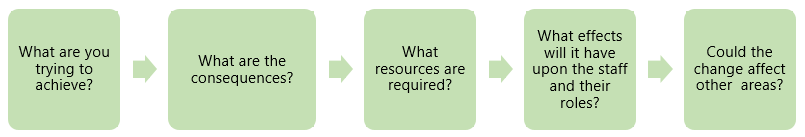 What are you
trying to
achieve?
What are the
consequences?
What
resources are
required?
What effects
will it have
upon the staff
and their
roles?
Could the
change affect
other  areas?